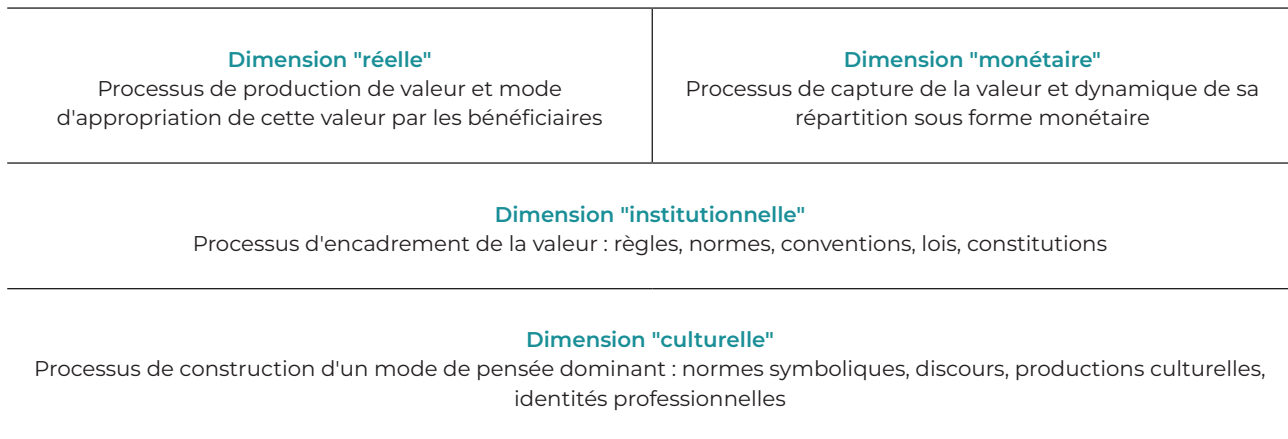 Dimension "réelle"
Processus de production de valeur et mode
d'appropriation de cette valeur par les bénéficiaires
Dimension "monétaire"
Processus de capture de la valeur et dynamique de sa
répartition sous forme monétaire
Dimension "institutionnelle"
Processus d'encadrement de la valeur : règles, normes, conventions, lois, constitutions
Dimension "culturelle"
Processus de construction d'un mode de pensée dominant : normes symboliques, discours, productions culturelles,
identités professionnelles